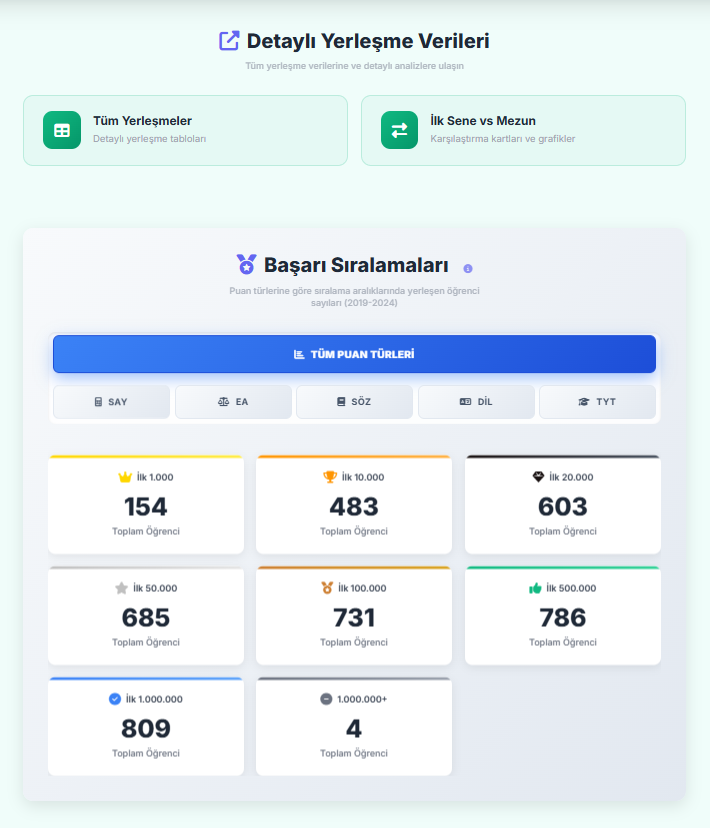 Detaylı Yerleşme Verileri
Tüm yerleşme verilerine ve detaylı analizlere ulaşın
Tüm Yerleşmeler
Detaylı yerleşme tabloları
İlk Sene vs Mezun
Karşılaştırma kartları ve grafikler
Başarı Sıralamaları
Puan türlerine göre sıralama aralıklarında yerleşen öğrenci
sayıları (2019-2024)
TÜM PUAN TÜRLERİ
SAY
EA
SÖZ
DİL
TYT
İlk 1.000
154
Toplam Öğrenci
İlk 10.000
483
Toplam Öğrenci
İlk 20.000
603
Toplam Öğrenci
İlk 50.000
685
Toplam Öğrenci
İlk 100.000
731
Toplam Öğrenci
İlk 500.000
786
Toplam Öğrenci
İlk 1.000.000
809
Toplam Öğrenci
1.000.000+
4
Toplam Öğrenci